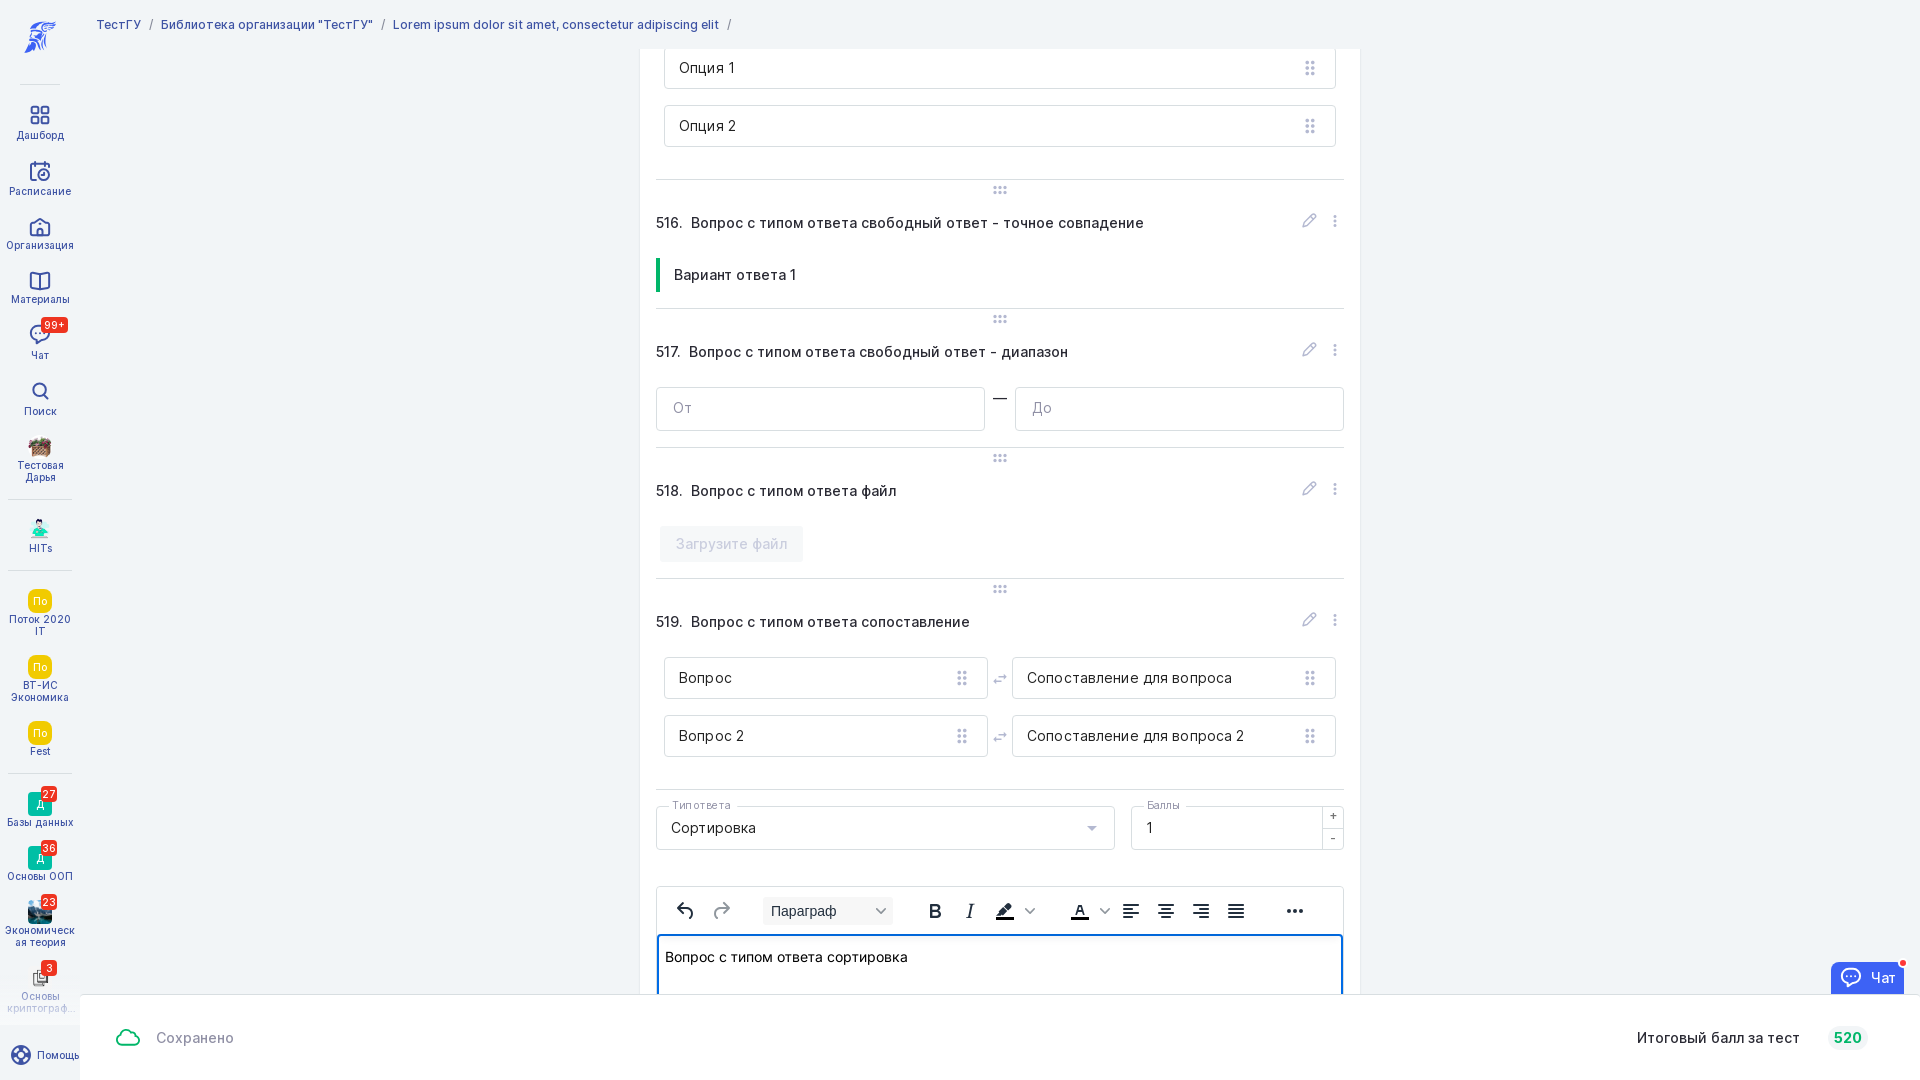 ТестГУ / Библиотека организации "ТестГУ" / Lorem ipsum dolor sit amet, consectetur adipiscing elit /
Дашборд
Расписание
Организация
Материалы
99+
Чат
Поиск
Тестовая
Дарья
HITs
По
Поток 2020
IT
По
ВТ-ИС
Экономика
По
Fest
27
Д
Базы данных
36
Д
Основы ООП
23
Экономическ
ая теория
3
Основы
криптограф...
Помощь
Опция 1
Опция 2
516. Вопрос с типом ответа свободный ответ - точное совпадение
Вариант ответа 1
517. Вопрос с типом ответа свободный ответ - диапазон
От — До
518. Вопрос с типом ответа файл
Загрузите файл
519. Вопрос с типом ответа сопоставление
Вопрос Сопоставление для вопроса
Вопрос 2 Сопоставление для вопроса 2
Тип ответа Баллы
Сортировка 1 + -
Параграф B I A
Вопрос с типом ответа сортировка
Чат
Сохранено Итоговый балл за тест 520